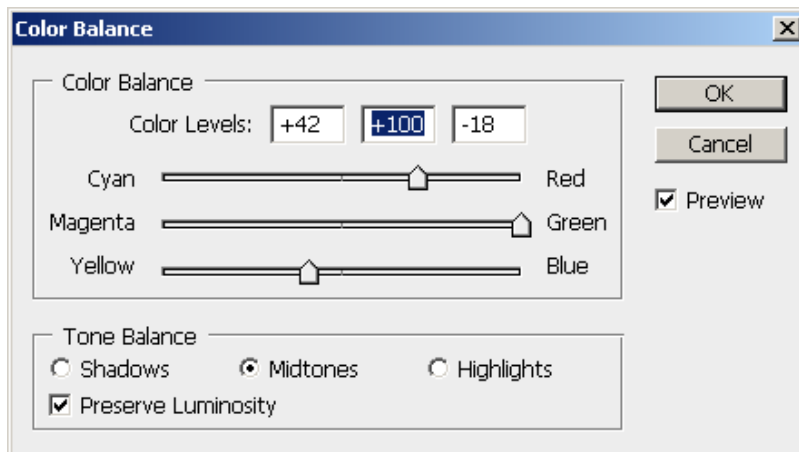 Color Balance
Color Balance
Color Levels: +42 +100 -18
Cyan Red
Magenta Green
Yellow Blue
OK
Cancel
Preview
Tone Balance
Shadows Midtones Highlights
Preserve Luminosity